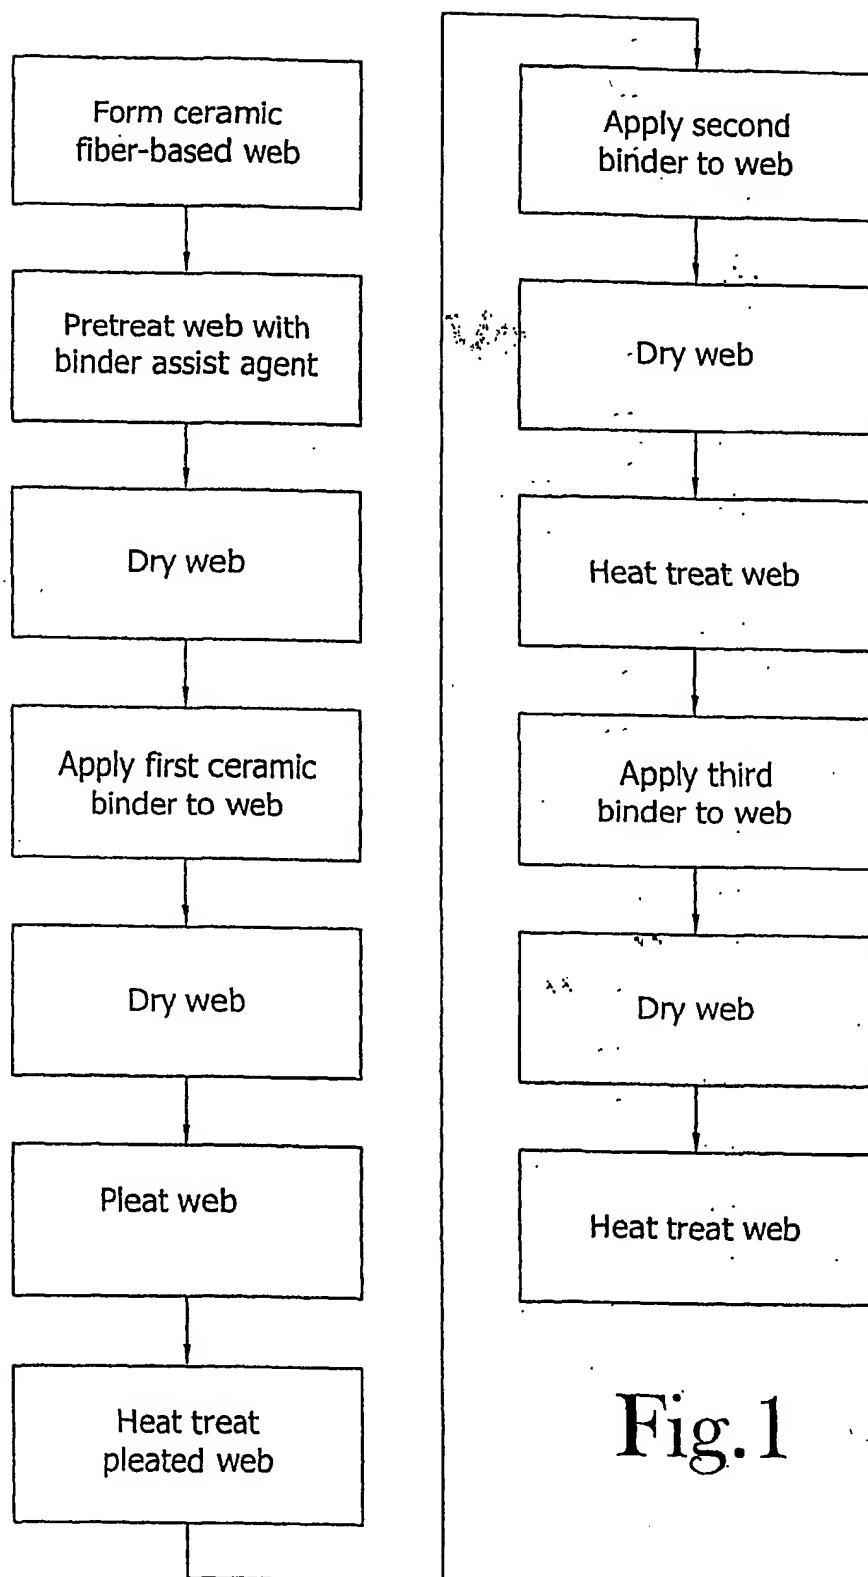 Form ceramic
fiber-based web
Pretreat web with
binder assist agent
Dry web
Apply first ceramic
binder to web
Dry web
Pleat web
Heat treat
pleated web
Apply second
binder to web
Dry web
Heat treat web
Apply third
binder to web
Dry web
Heat treat web
Fig.1